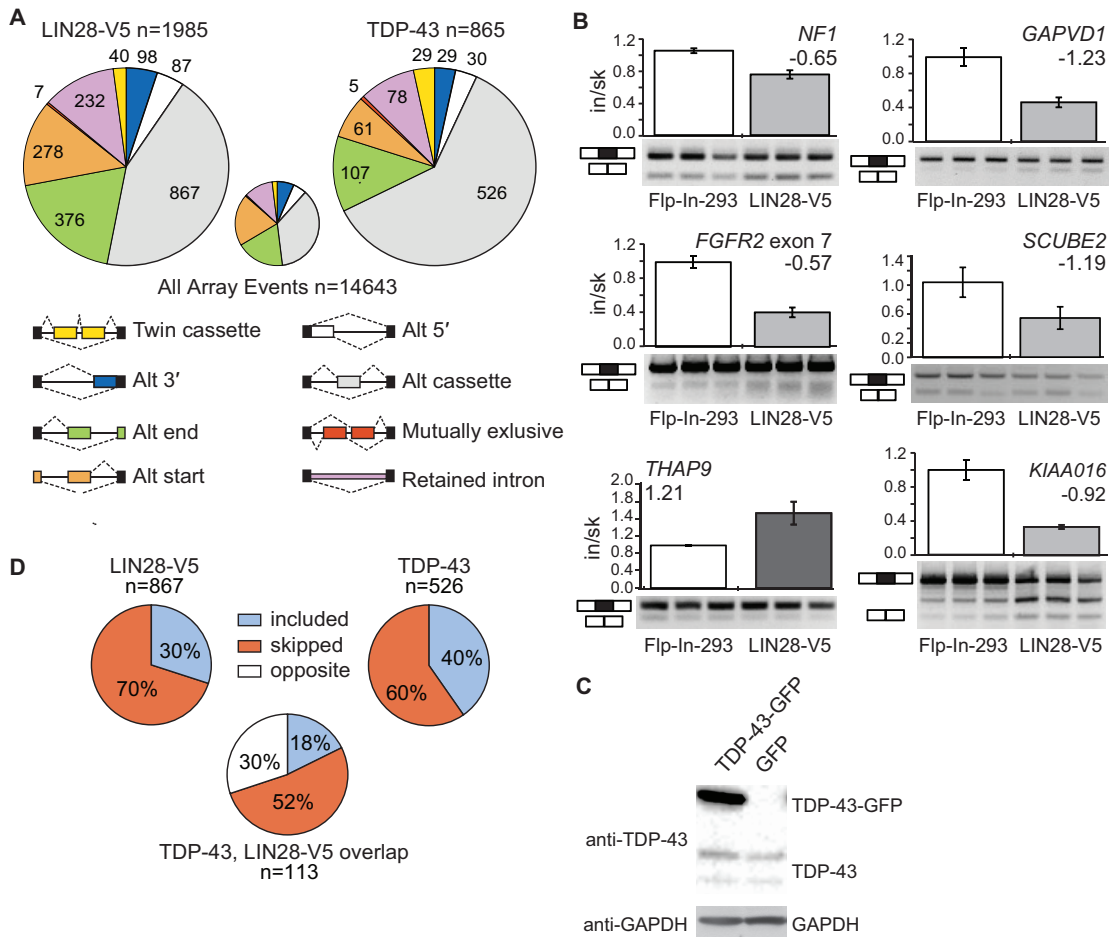 A
LIN28-V5 n=1985
40
98
87
7
232
278
376
867
TDP-43 n=865
29
29
30
5
78
61
107
526
All Array Events n=14643
Twin cassette
Alt 5′
Alt 3′
Alt cassette
Alt end
Mutually exlusive
Alt start
Retained intron
B
in/sk
1.2
1.0
0.8
0.4
0.0
NF1
-0.65
Flp-In-293 LIN28-V5
1.2
0.8
0.4
0.0
GAPVD1
-1.23
Flp-In-293 LIN28-V5
in/sk
1.2
1.0
0.8
0.4
0.0
FGFR2 exon 7
-0.57
Flp-In-293 LIN28-V5
1.4
1.2
0.8
0.4
0.0
SCUBE2
-1.19
Flp-In-293 LIN28-V5
in/sk
2.0
1.8
1.4
1.2
0.8
0.4
0.0
THAP9
1.21
Flp-In-293 LIN28-V5
1.2
1.0
0.8
0.4
0.0
KIAA016
-0.92
Flp-In-293 LIN28-V5
C
TDP-43-GFP
GFP
TDP-43-GFP
anti-TDP-43
TDP-43
anti-GAPDH
GAPDH
D
LIN28-V5
n=867
30%
70%
included
skipped
opposite
TDP-43
n=526
40%
60%
18%
30%
52%
TDP-43, LIN28-V5 overlap
n=113